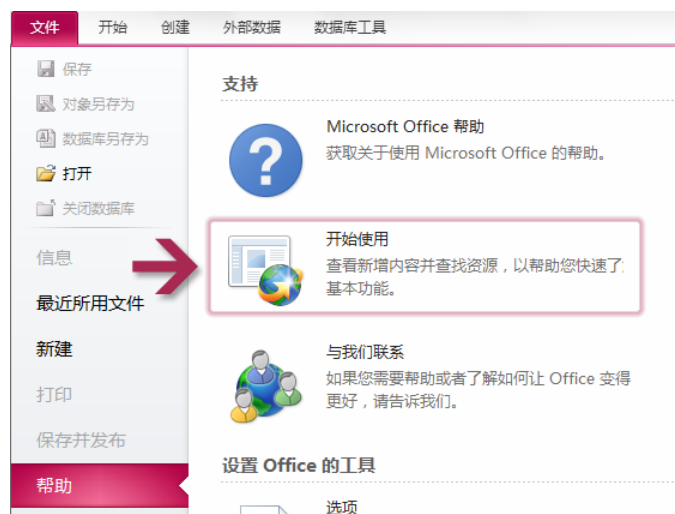 文件 开始 创建 外部数据 数据库工具
保存
对象另存为
数据库另存为
打开
关闭数据库
信息
最近所用文件
新建
打印
保存并发布
帮助
支持
Microsoft Office 帮助
获取关于使用 Microsoft Office 的帮助。
开始使用
查看新增内容并查找资源，以帮助您快速了
基本功能。
与我们联系
如果您需要帮助或者了解如何让 Office 变得
更好，请告诉我们。
设置 Office 的工具
选项